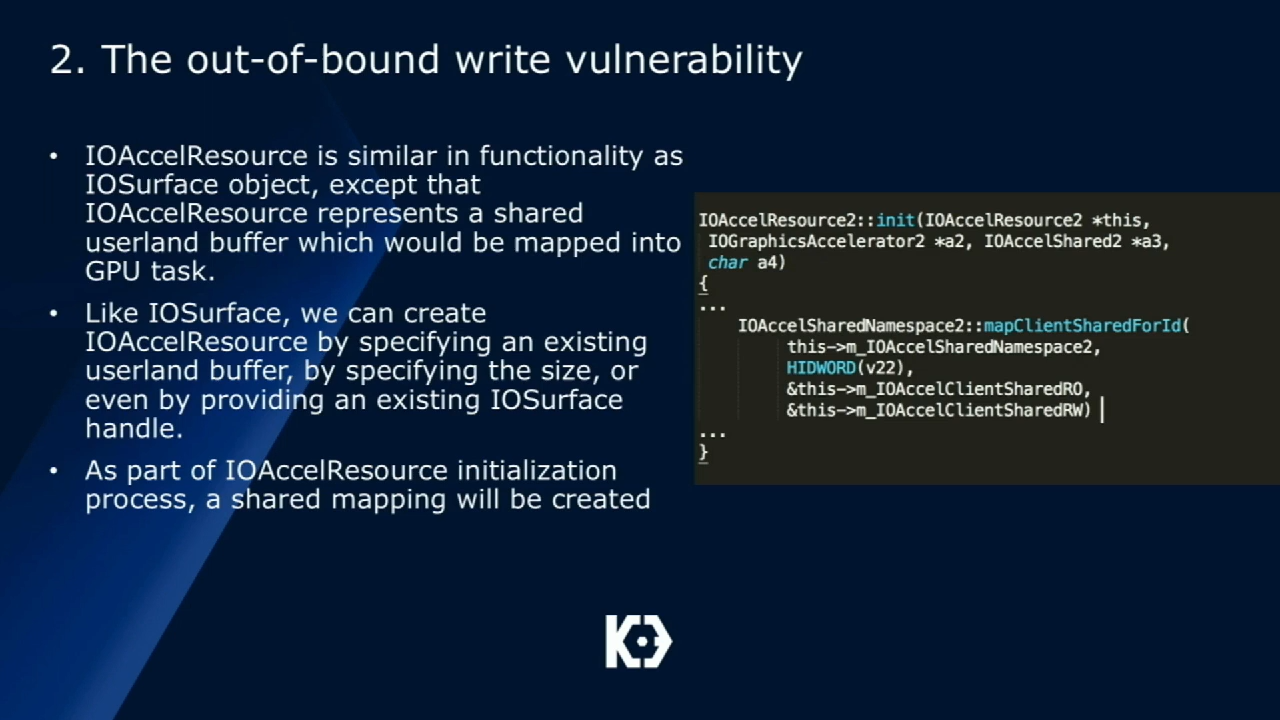 2. The out-of-bound write vulnerability
• IOAccelResource is similar in functionality as
IOSurface object, except that
IOAccelResource represents a shared
userland buffer which would be mapped into
GPU task.
• Like IOSurface, we can create
IOAccelResource by specifying an existing
userland buffer, by specifying the size, or
even by providing an existing IOSurface
handle.
• As part of IOAccelResource initialization
process, a shared mapping will be created
IOAccelResource2::init(IOAccelResource2 *this,
IOGraphicsAccelerator2 *a2, IOAccelShared2 *a3,
char a4)
{
...
IOAccelSharedNamespace2::mapClientSharedForId(
this->m_IOAccelSharedNamespace2,
HIDWORD(v22),
&this->m_IOAccelClientSharedRO,
&this->m_IOAccelClientSharedRW)
...
}